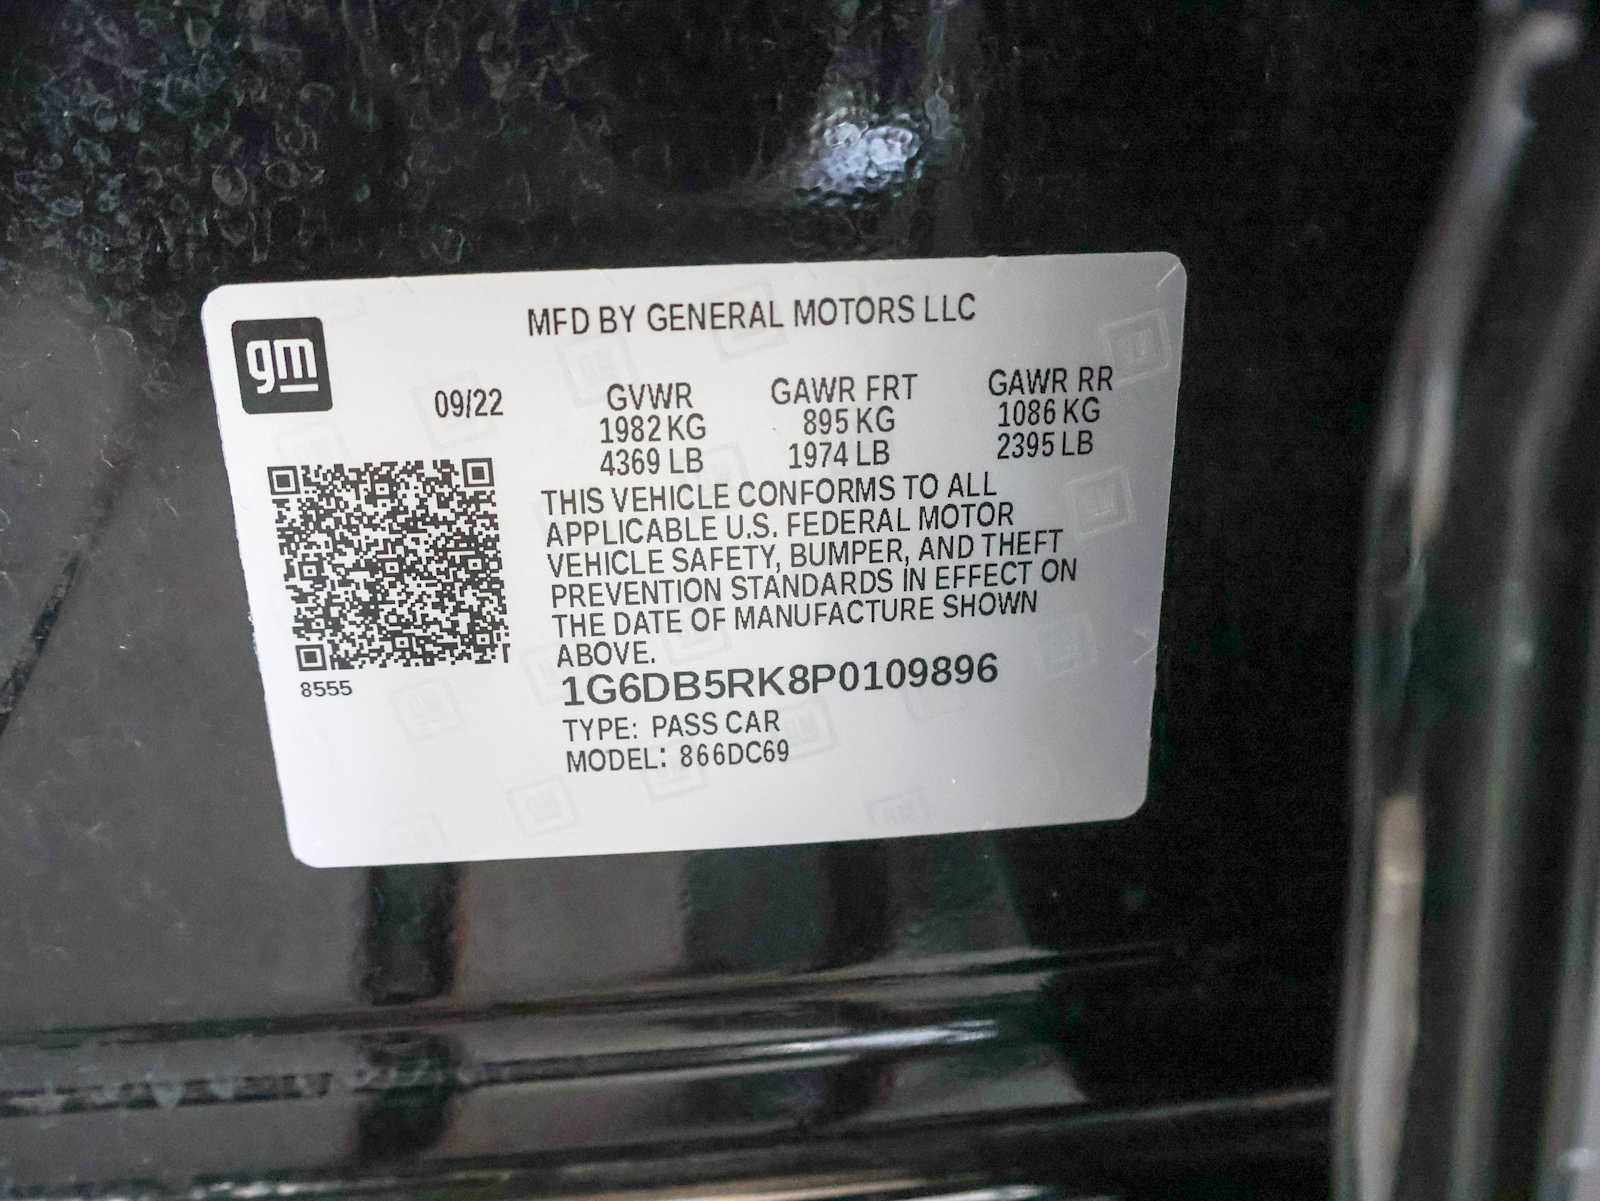 MFD BY GENERAL MOTORS LLC
gm
09/22 GVWR GAWR FRT GAWR RR
1982 KG 895 KG 1086 KG
4369 LB 1974 LB 2395 LB
THIS VEHICLE CONFORMS TO ALL
APPLICABLE U.S. FEDERAL MOTOR
VEHICLE SAFETY, BUMPER, AND THEFT
PREVENTION STANDARDS IN EFFECT ON
THE DATE OF MANUFACTURE SHOWN
ABOVE.
8555
1G6DB5RK8P0109896
TYPE: PASS CAR
MODEL: 866DC69